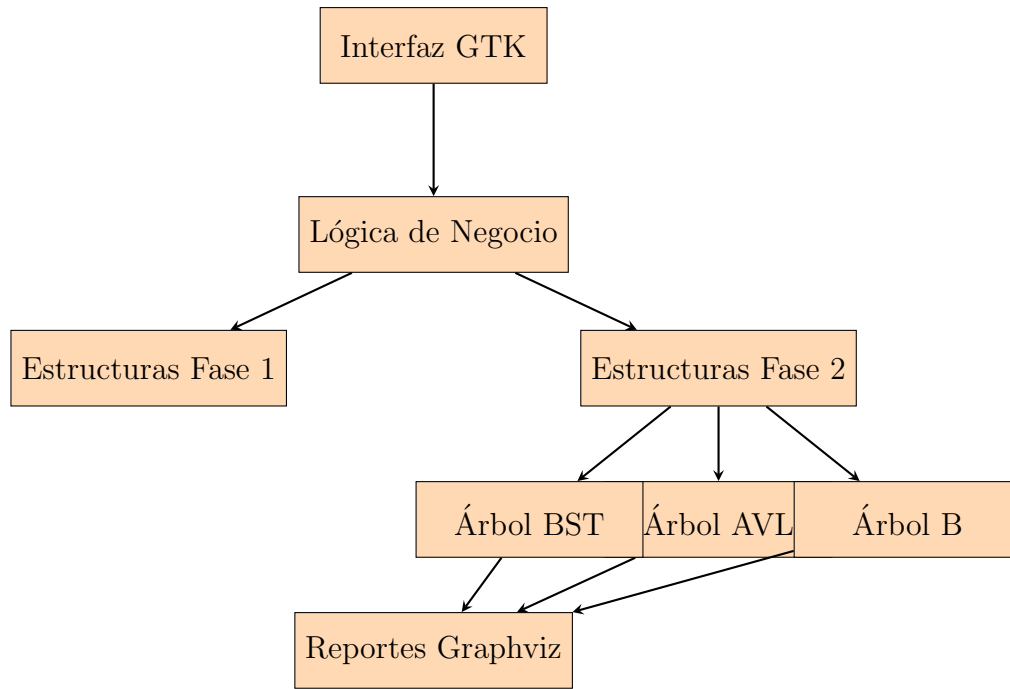 Interfaz GTK
Lógica de Negocio
Estructuras Fase 1
Estructuras Fase 2
Árbol BST
Árbol AVL
Árbol B
Reportes Graphviz